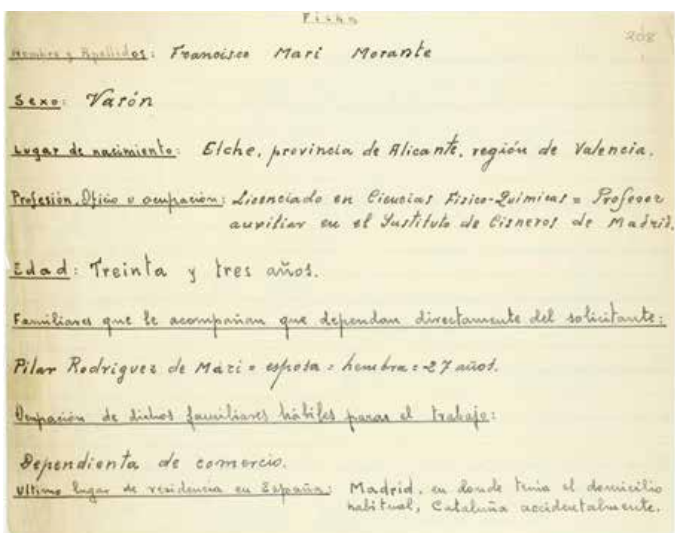 Ficha
208
Nombre y Apellidos: Francisco Mari Morante
Sexo: Varón
Lugar de nacimiento: Elche, provincia de Alicante, región de Valencia.
Profesión, Oficio u ocupación: Licenciado en Ciencias Físico-Químicas = Profesor
auxiliar en el Instituto de Cisneros de Madrid.
Edad: Treinta y tres años.
Familiares que le acompañan que dependan directamente del solicitante:
Pilar Rodriguez de Mari = esposa = hembra = 27 años.
Ocupación de dichos familiares hábiles paras el trabajo:
Dependienta de comercio.
Ultimo lugar de residencia en España: Madrid, en donde tenia el domicilio
habitual, Cataluña accidentalmente.